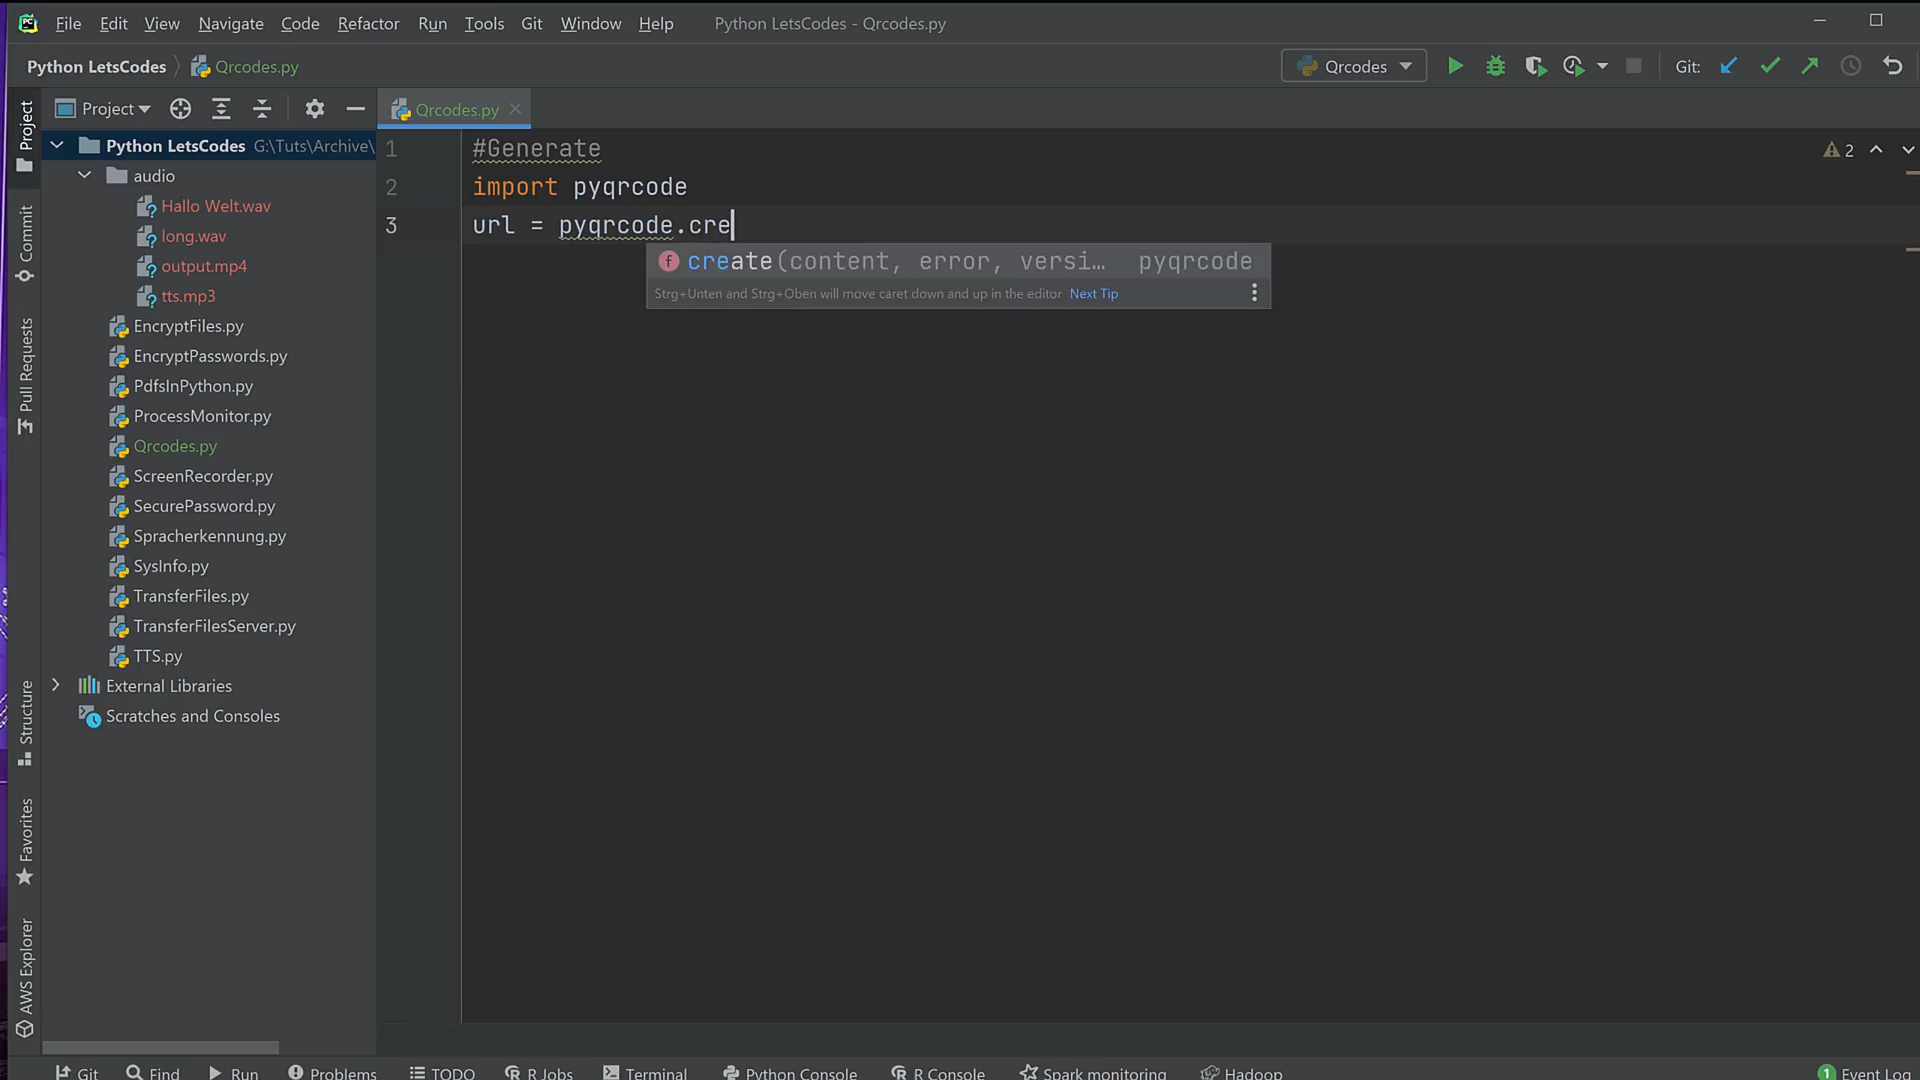 File Edit View Navigate Code Refactor Run Tools Git Window Help Python LetsCodes - Qrcodes.py
Python LetsCodes Qrcodes.py Qrcodes Git:
Project Qrcodes.py
Python LetsCodes G:\Tuts\Archive\
audio
Hallo Welt.wav
long.wav
output.mp4
tts.mp3
EncryptFiles.py
EncryptPasswords.py
PdfsInPython.py
ProcessMonitor.py
Qrcodes.py
ScreenRecorder.py
SecurePassword.py
Spracherkennung.py
SysInfo.py
TransferFiles.py
TransferFilesServer.py
TTS.py
External Libraries
Scratches and Consoles
Project
Commit
Pull Requests
Structure
Favorites
AWS Explorer
1 #Generate
2 import pyqrcode
3 url = pyqrcode.cre
2
f create(content, error, versi... pyqrcode
Strg+Unten and Strg+Oben will move caret down and up in the editor Next Tip
Git Find Run Problems TODO R Jobs Terminal Python Console R Console Spark monitoring Hadoop 1 Event Log